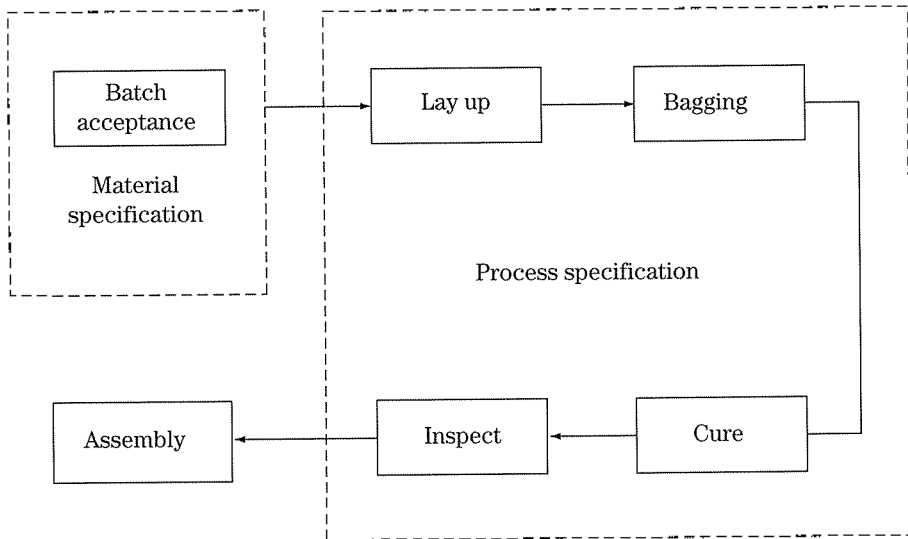 Batch
acceptance
Material
specification
Lay up
Bagging
Process specification
Cure
Inspect
Assembly